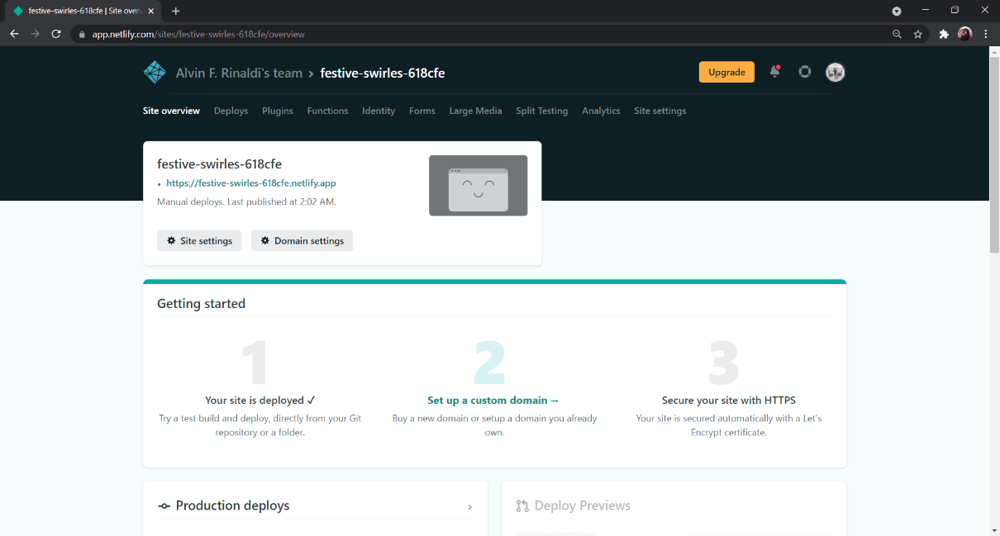 festive-swirles-618cfe | Site over
app.netlify.com/sites/festive-swirles-618cfe/overview
Alvin F. Rinaldi's team > festive-swirles-618cfe
Upgrade
Site overview Deploys Plugins Functions Identity Forms Large Media Split Testing Analytics Site settings
festive-swirles-618cfe
• https://festive-swirles-618cfe.netlify.app
Manual deploys. Last published at 2:02 AM.
Site settings Domain settings
Getting started
1
Your site is deployed ✓
Try a test build and deploy, directly from your Git
repository or a folder.
2
Set up a custom domain →
Buy a new domain or setup a domain you already
own.
3
Secure your site with HTTPS
Your site is secured automatically with a Let's
Encrypt certificate.
Production deploys ›
Deploy Previews